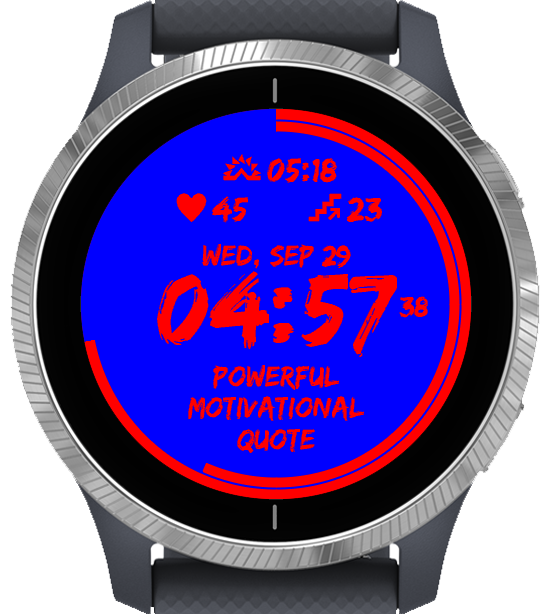 05:18
45 23
WED, SEP 29
04:57 38
POWERFUL
MOTIVATIONAL
QUOTE